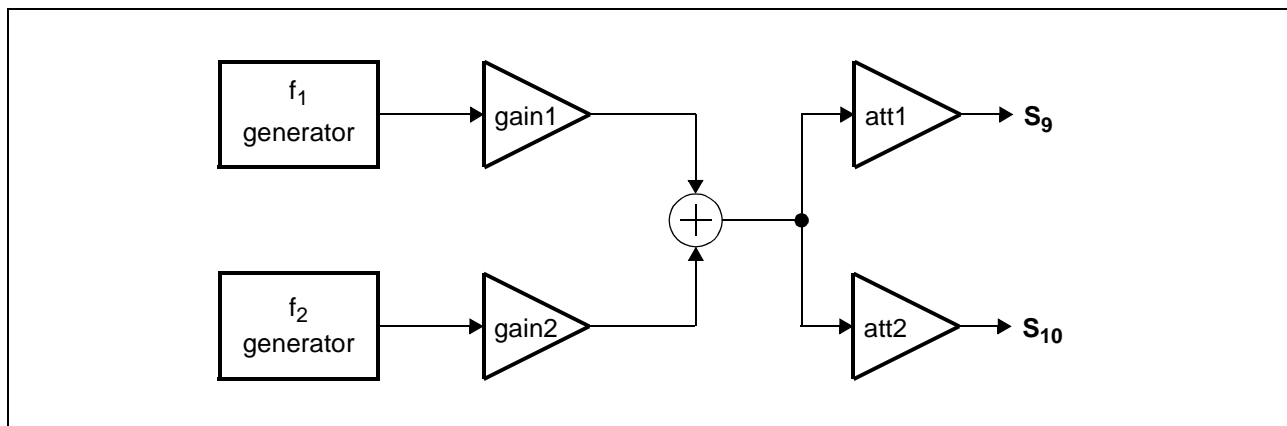 f1
generator
gain1
att1
S9
f2
generator
gain2
att2
S10